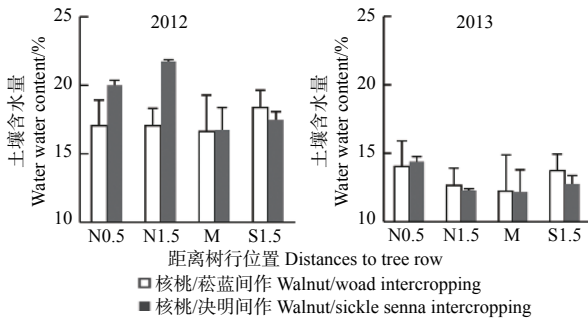 2012
2013
土壤含水量
Water water content/%
25
20
15
10
N0.5 N1.5 M S1.5
土壤含水量
Water water content/%
25
20
15
10
N0.5 N1.5 M S1.5
距离树行位置 Distances to tree row
核桃/菘蓝间作 Walnut/woad intercropping
核桃/决明间作 Walnut/sickle senna intercropping